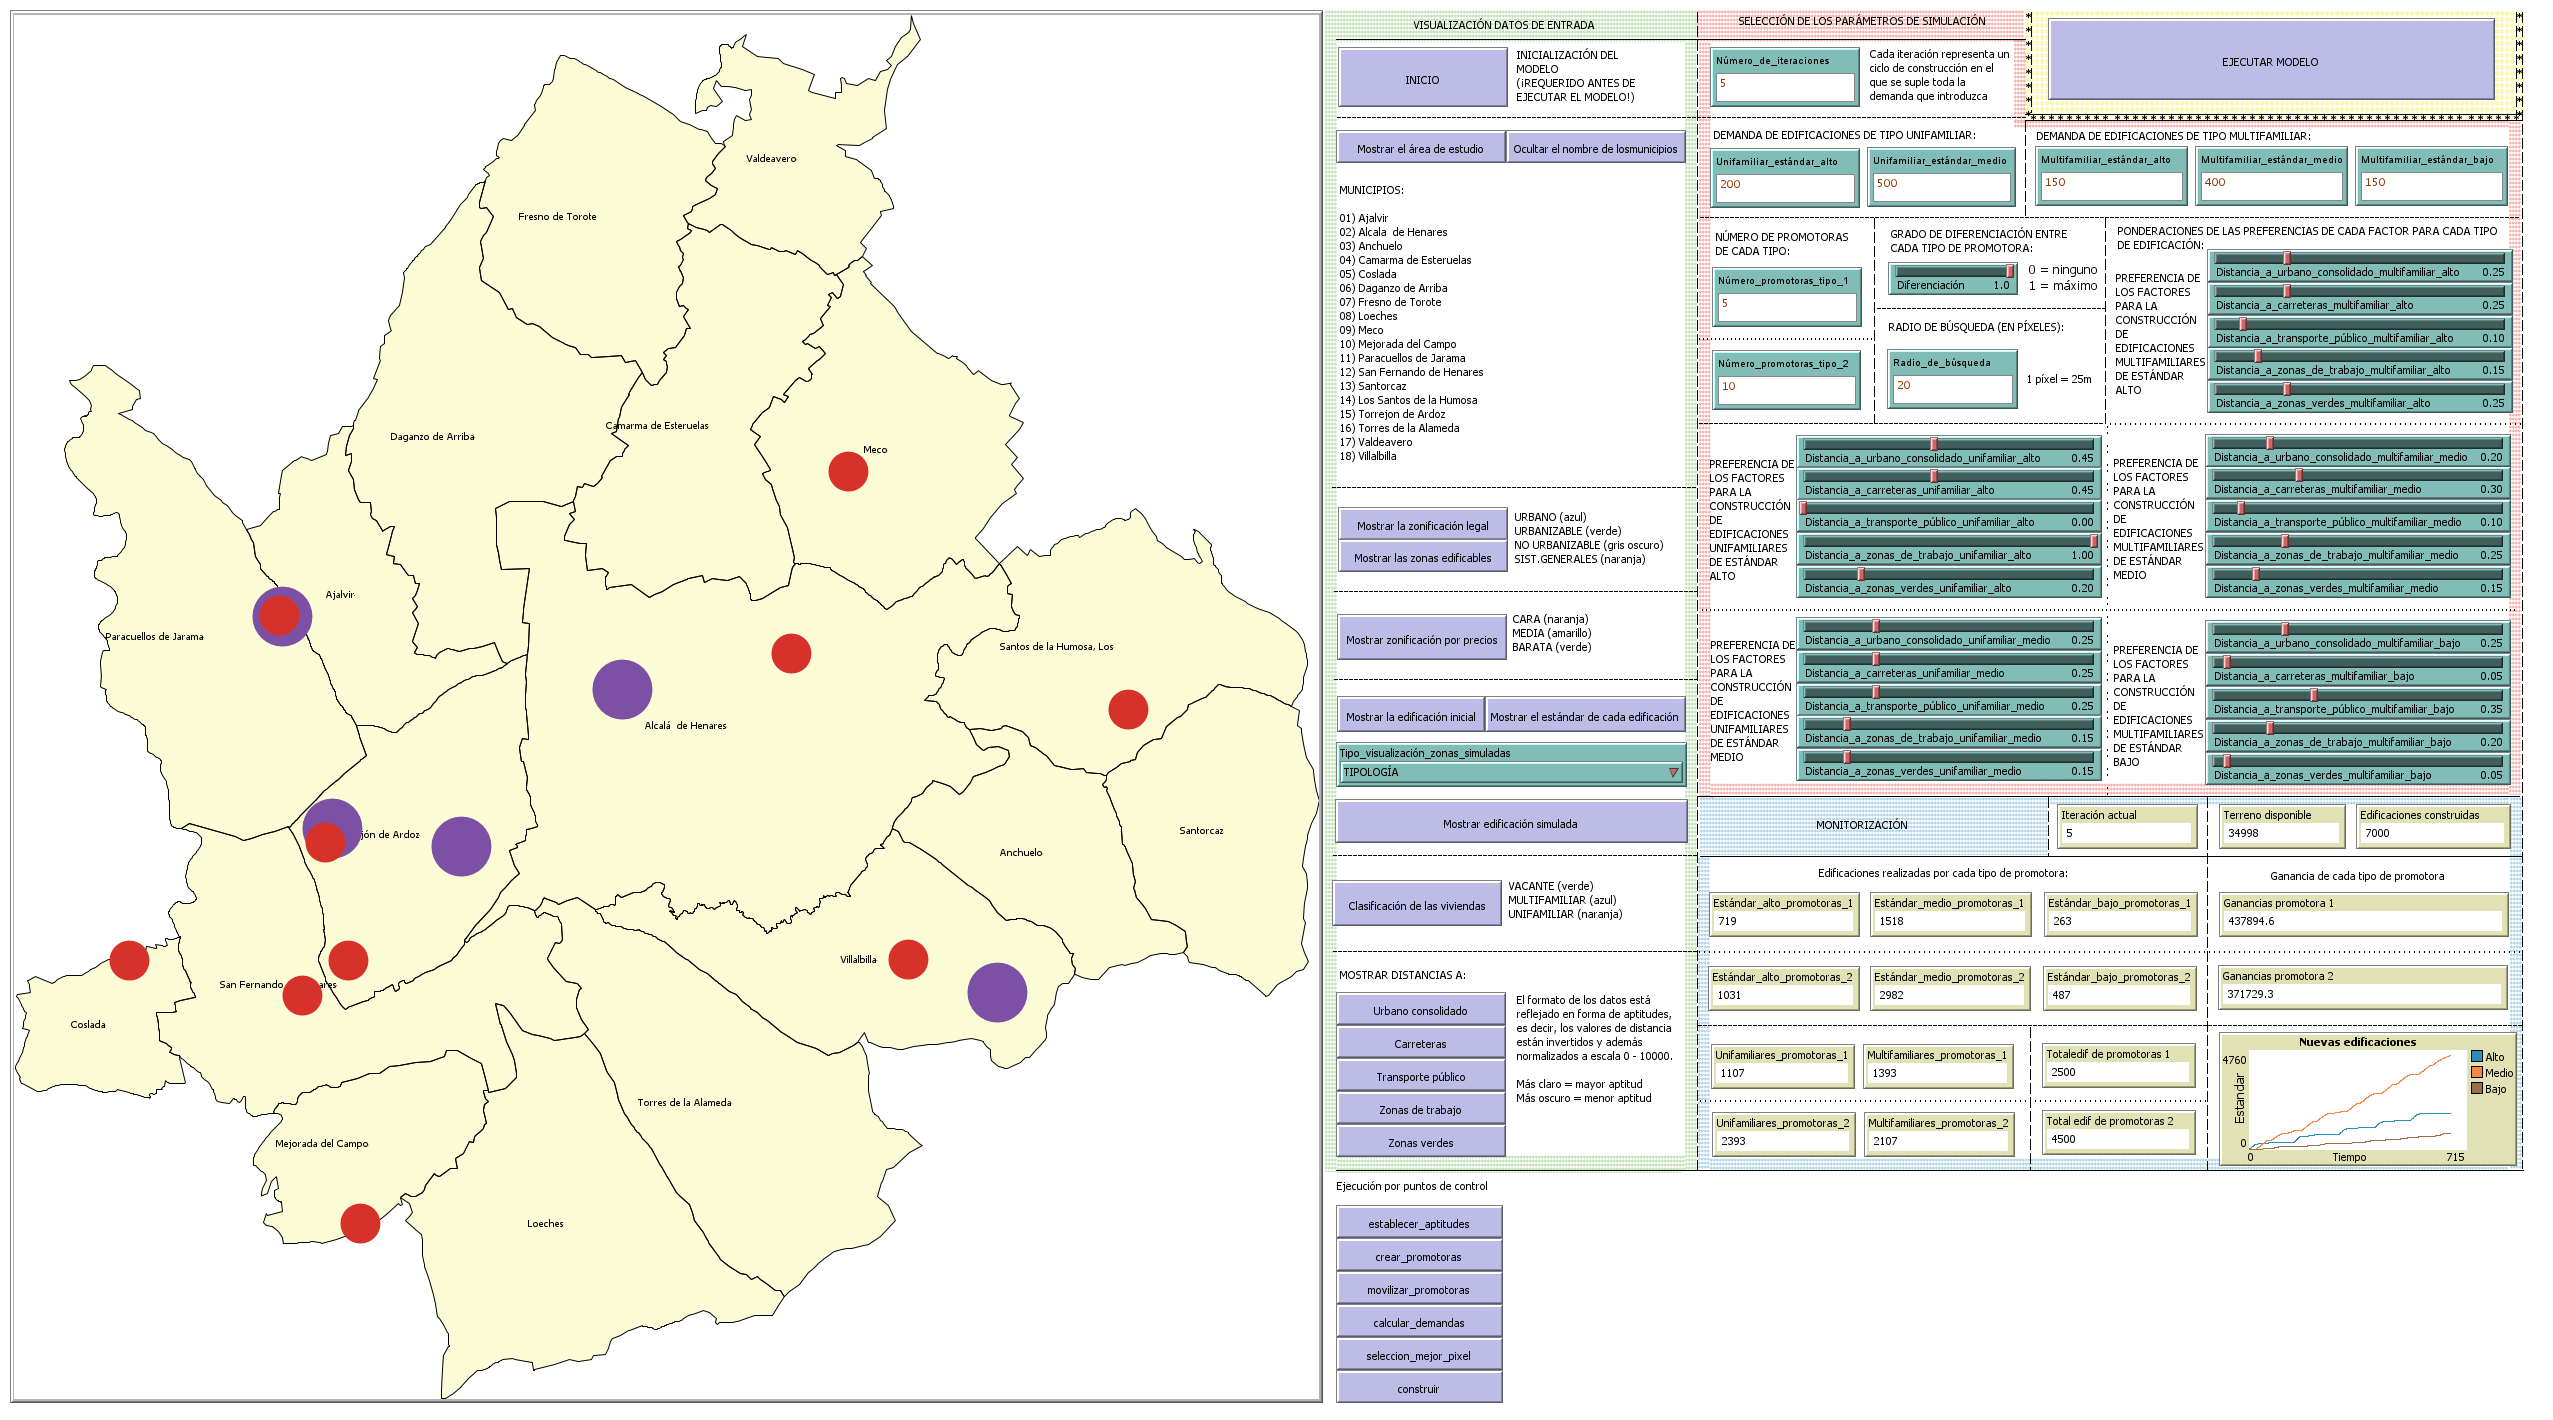 Valdeavero
Fresno de Torote
Daganzo de Arriba
Camarma de Esteruelas
Meco
Ajalvir
Paracuellos de Jarama
Santos de la Humosa, Los
Alcalá de Henares
jón de Ardoz
Santorcaz
Anchuelo
Villalbilla
San Fernando ares
Coslada
Torres de la Alameda
Mejorada del Campo
Loeches
VISUALIZACIÓN DATOS DE ENTRADA
INICIO
INICIALIZACIÓN DEL
MODELO
(¡REQUERIDO ANTES DE
EJECUTAR EL MODELO!)
Mostrar el área de estudio
Ocultar el nombre de losmunicipios
MUNICIPIOS:
01) Ajalvir
02) Alcala de Henares
03) Anchuelo
04) Camarma de Esteruelas
05) Coslada
06) Daganzo de Arriba
07) Fresno de Torote
08) Loeches
09) Meco
10) Mejorada del Campo
11) Paracuellos de Jarama
12) San Fernando de Henares
13) Santorcaz
14) Los Santos de la Humosa
15) Torrejon de Ardoz
16) Torres de la Alameda
17) Valdeavero
18) Villalbilla
Mostrar la zonificación legal
Mostrar las zonas edificables
URBANO (azul)
URBANIZABLE (verde)
NO URBANIZABLE (gris oscuro)
SIST.GENERALES (naranja)
Mostrar zonificación por precios
CARA (naranja)
MEDIA (amarillo)
BARATA (verde)
Mostrar la edificación inicial
Mostrar el estándar de cada edificación
Tipo_visualización_zonas_simuladas
TIPOLOGÍA
Mostrar edificación simulada
Clasificación de las viviendas
VACANTE (verde)
MULTIFAMILIAR (azul)
UNIFAMILIAR (naranja)
MOSTRAR DISTANCIAS A:
Urbano consolidado
Carreteras
Transporte público
Zonas de trabajo
Zonas verdes
El formato de los datos está
reflejado en forma de aptitudes,
es decir, los valores de distancia
están invertidos y además
normalizados a escala 0 - 10000.
Más claro = mayor aptitud
Más oscuro = menor aptitud
Ejecución por puntos de control
establecer_aptitudes
crear_promotoras
movilizar_promotoras
calcular_demandas
seleccion_mejor_pixel
construir
SELECCIÓN DE LOS PARÁMETROS DE SIMULACIÓN
Número_de_iteraciones
5
Cada iteración representa un
ciclo de construcción en el
que se suple toda la
demanda que introduzca
EJECUTAR MODELO
DEMANDA DE EDIFICACIONES DE TIPO UNIFAMILIAR:
Unifamiliar_estándar_alto
200
Unifamiliar_estándar_medio
500
DEMANDA DE EDIFICACIONES DE TIPO MULTIFAMILIAR:
Multifamiliar_estándar_alto
150
Multifamiliar_estándar_medio
400
Multifamiliar_estándar_bajo
150
NÚMERO DE PROMOTORAS
DE CADA TIPO:
Número_promotoras_tipo_1
5
Número_promotoras_tipo_2
10
GRADO DE DIFERENCIACIÓN ENTRE
CADA TIPO DE PROMOTORA:
Diferenciación 1.0
0 = ninguno
1 = máximo
RADIO DE BÚSQUEDA (EN PÍXELES):
Radio_de_búsqueda
20
1 píxel = 25m
PONDERACIONES DE LAS PREFERENCIAS DE CADA FACTOR PARA CADA TIPO
DE EDIFICACIÓN:
PREFERENCIA DE
LOS FACTORES
PARA LA
CONSTRUCCIÓN
DE
EDIFICACIONES
MULTIFAMILIARES
DE ESTÁNDAR
ALTO
Distancia_a_urbano_consolidado_multifamiliar_alto 0.25
Distancia_a_carreteras_multifamiliar_alto 0.25
Distancia_a_transporte_público_multifamiliar_alto 0.10
Distancia_a_zonas_de_trabajo_multifamiliar_alto 0.15
Distancia_a_zonas_verdes_multifamiliar_alto 0.25
PREFERENCIA DE
LOS FACTORES
PARA LA
CONSTRUCCIÓN
DE
EDIFICACIONES
UNIFAMILIARES
DE ESTÁNDAR
ALTO
Distancia_a_urbano_consolidado_unifamiliar_alto 0.45
Distancia_a_carreteras_unifamiliar_alto 0.45
Distancia_a_transporte_público_unifamiliar_alto 0.00
Distancia_a_zonas_de_trabajo_unifamiliar_alto 1.00
Distancia_a_zonas_verdes_unifamiliar_alto 0.20
PREFERENCIA DE
LOS FACTORES
PARA LA
CONSTRUCCIÓN
DE
EDIFICACIONES
MULTIFAMILIARES
DE ESTÁNDAR
MEDIO
Distancia_a_urbano_consolidado_multifamiliar_medio 0.20
Distancia_a_carreteras_multifamiliar_medio 0.30
Distancia_a_transporte_público_multifamiliar_medio 0.10
Distancia_a_zonas_de_trabajo_multifamiliar_medio 0.25
Distancia_a_zonas_verdes_multifamiliar_medio 0.15
PREFERENCIA DE
LOS FACTORES
PARA LA
CONSTRUCCIÓN
DE
EDIFICACIONES
UNIFAMILIARES
DE ESTÁNDAR
MEDIO
Distancia_a_urbano_consolidado_unifamiliar_medio 0.25
Distancia_a_carreteras_unifamiliar_medio 0.25
Distancia_a_transporte_público_unifamiliar_medio 0.25
Distancia_a_zonas_de_trabajo_unifamiliar_medio 0.15
Distancia_a_zonas_verdes_unifamiliar_medio 0.15
PREFERENCIA DE
LOS FACTORES
PARA LA
CONSTRUCCIÓN
DE
EDIFICACIONES
MULTIFAMILIARES
DE ESTÁNDAR
BAJO
Distancia_a_urbano_consolidado_multifamiliar_bajo 0.25
Distancia_a_carreteras_multifamiliar_bajo 0.05
Distancia_a_transporte_público_multifamiliar_bajo 0.35
Distancia_a_zonas_de_trabajo_multifamiliar_bajo 0.20
Distancia_a_zonas_verdes_multifamiliar_bajo 0.05
MONITORIZACIÓN
Iteración actual
5
Terreno disponible
34998
Edificaciones construidas
7000
Edificaciones realizadas por cada tipo de promotora:
Ganancia de cada tipo de promotora
Estándar_alto_promotoras_1
719
Estándar_medio_promotoras_1
1518
Estándar_bajo_promotoras_1
263
Ganancias promotora 1
437894.6
Estándar_alto_promotoras_2
1031
Estándar_medio_promotoras_2
2982
Estándar_bajo_promotoras_2
487
Ganancias promotora 2
371729.3
Unifamiliares_promotoras_1
1107
Multifamiliares_promotoras_1
1393
Totaledif de promotoras 1
2500
Unifamiliares_promotoras_2
2393
Multifamiliares_promotoras_2
2107
Total edif de promotoras 2
4500
Nuevas edificaciones
4760
Estandar
0
0
Tiempo
715
Alto
Medio
Bajo